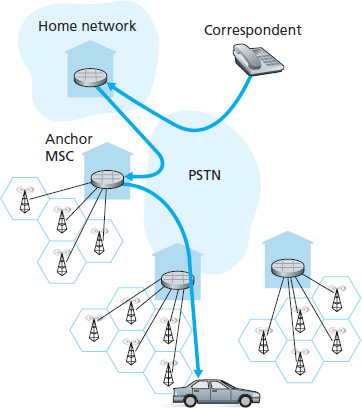 Home network
Correspondent
Anchor
MSC
PSTN